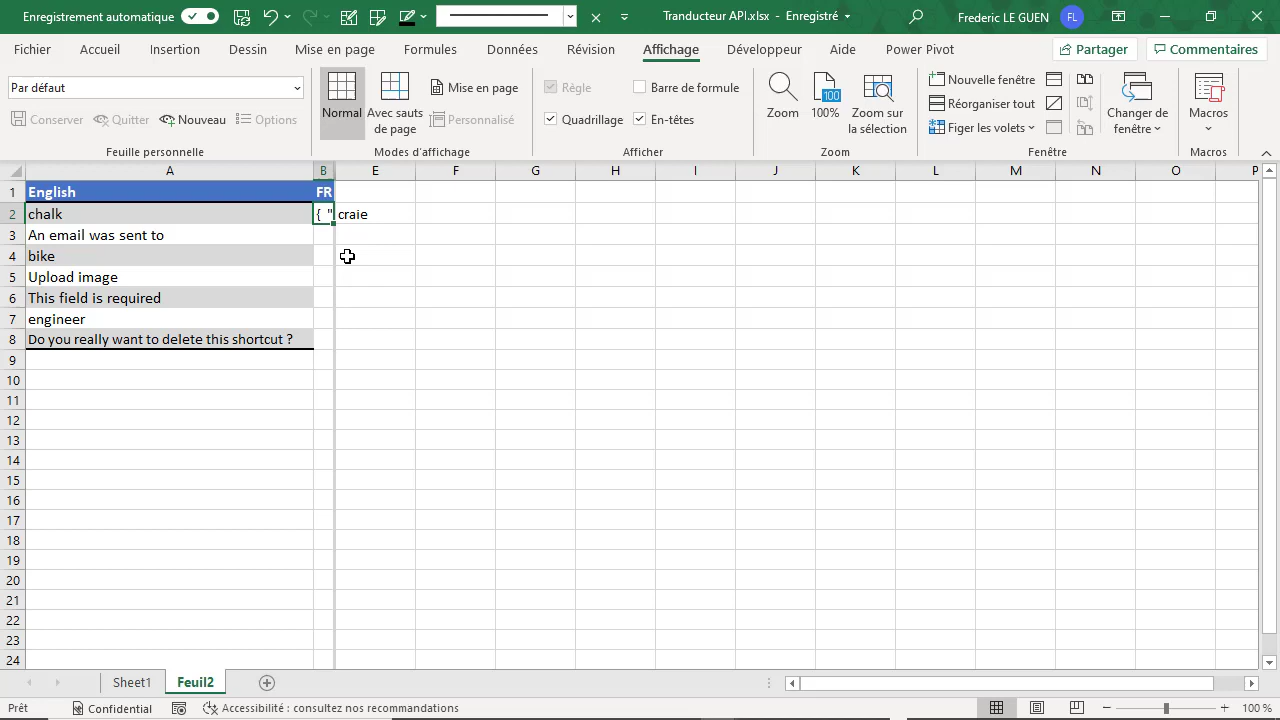 Enregistrement automatique
Tranducteur API.xlsx - Enregistré
Frederic LE GUEN
FL
Fichier Accueil Insertion Dessin Mise en page Formules Données Révision Affichage Développeur Aide Power Pivot
Partager Commentaires
Par défaut
Conserver Quitter Nouveau Options
Feuille personnelle
Normal
Avec sauts de page
Mise en page
Personnalisé
Modes d'affichage
Règle
Barre de formule
Quadrillage
En-têtes
Afficher
Zoom
100
100%
Zoom sur la sélection
Zoom
Nouvelle fenêtre
Réorganiser tout
Figer les volets
Changer de fenêtre
Fenêtre
Macros
Macros
A B E F G H I J K L M N O P
1 English FR
2 chalk { " craie
3 An email was sent to
4 bike
5 Upload image
6 This field is required
7 engineer
8 Do you really want to delete this shortcut ?
9
10
11
12
13
14
15
16
17
18
19
20
21
22
23
24
Sheet1 Feuil2
Prêt Confidential Accessibilité : consultez nos recommandations 100 %